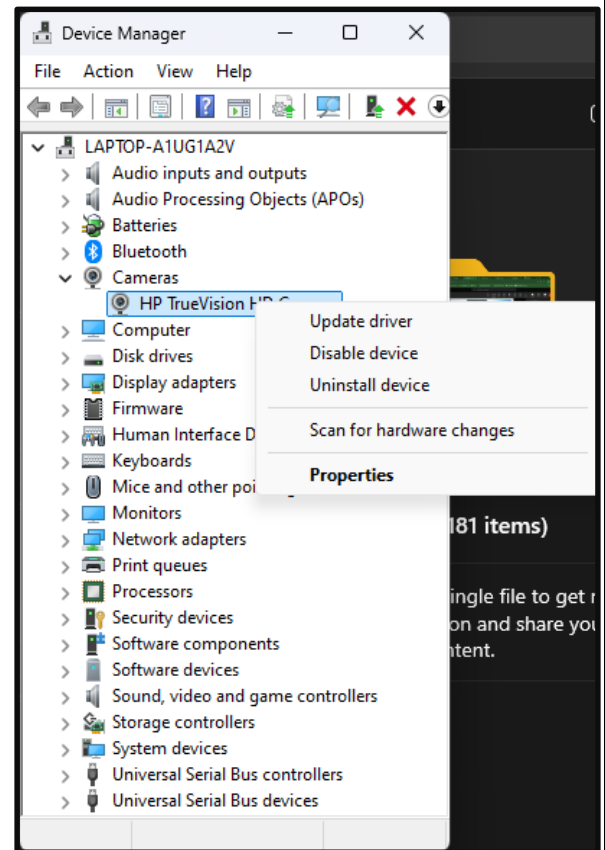 Device Manager
File Action View Help
LAPTOP-A1UG1A2V
Audio inputs and outputs
Audio Processing Objects (APOs)
Batteries
Bluetooth
Cameras
HP TrueVision
Update driver
Disable device
Uninstall device
Scan for hardware changes
Properties
Computer
Disk drives
Display adapters
Firmware
Human Interface D
Keyboards
Mice and other
Monitors
Network adapters
Print queues
Processors
Security devices
Software components
Software devices
Sound, video and game controllers
Storage controllers
System devices
Universal Serial Bus controllers
Universal Serial Bus devices
181 items)
ingle file to get
on and share you
ntent.